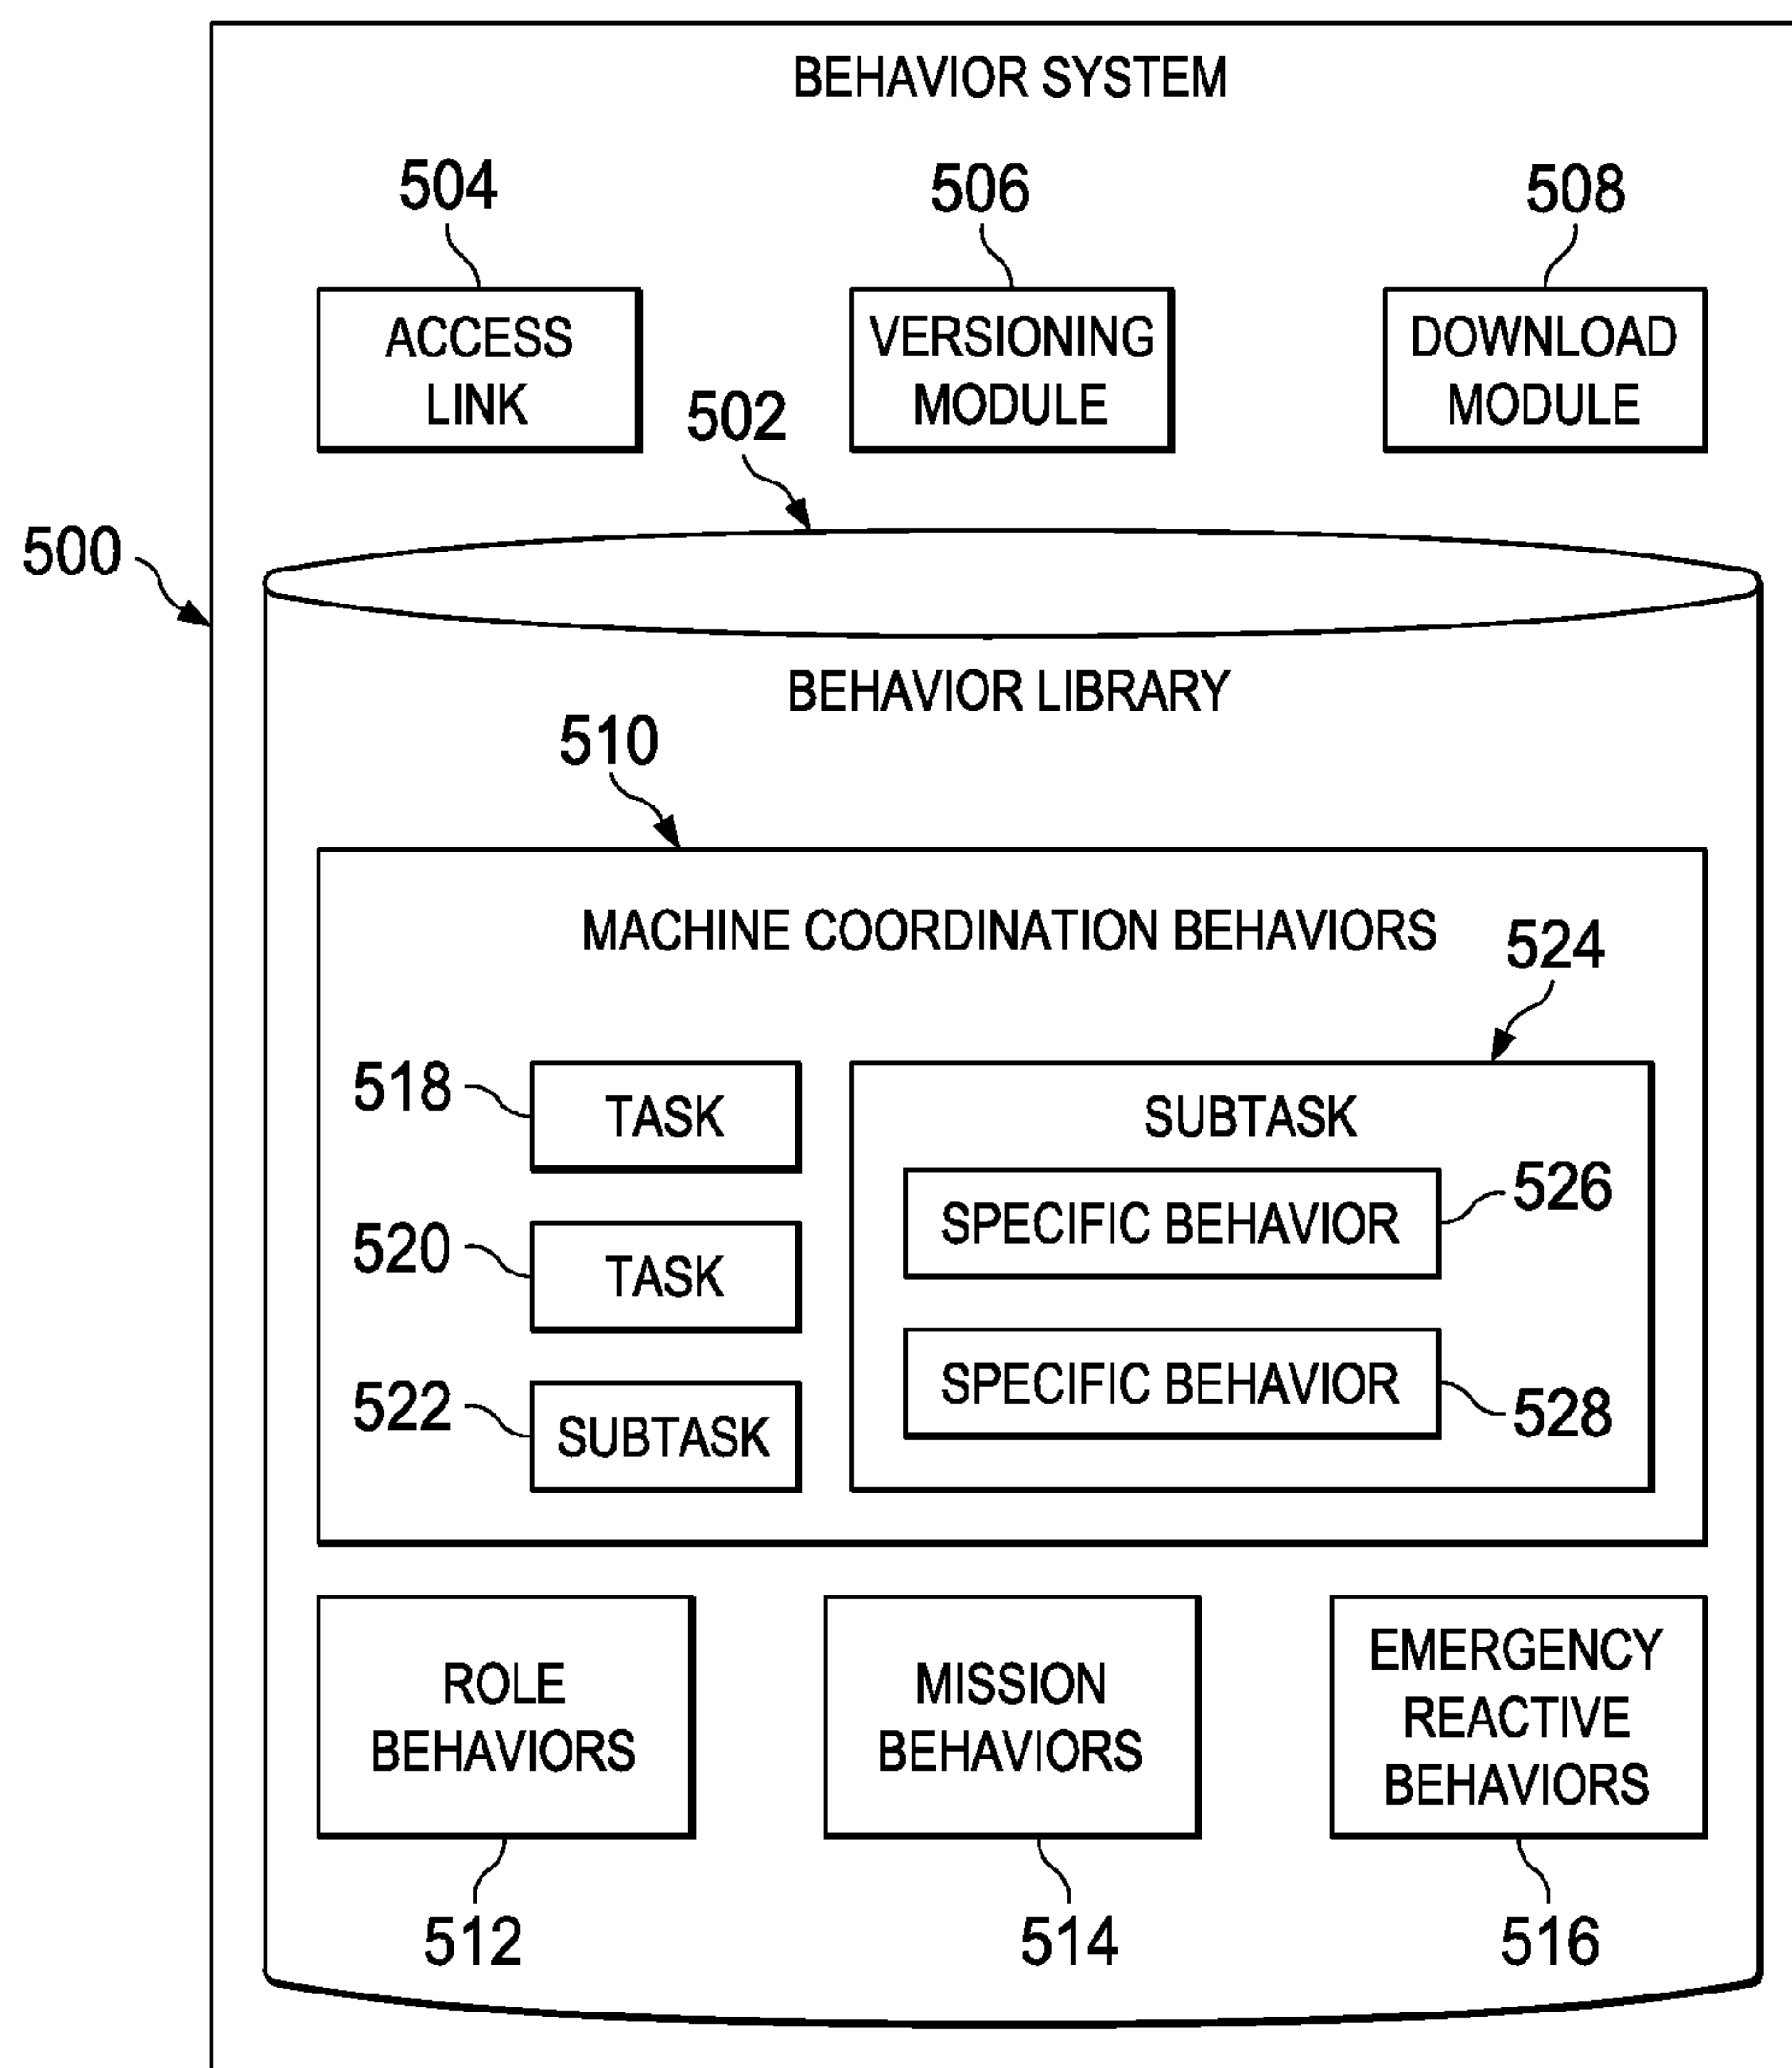 BEHAVIOR SYSTEM
504
506
508
ACCESS
LINK
VERSIONING
MODULE
DOWNLOAD
MODULE
502
500
BEHAVIOR LIBRARY
510
MACHINE COORDINATION BEHAVIORS
524
518
TASK
SUBTASK
526
SPECIFIC BEHAVIOR
520
TASK
528
SPECIFIC BEHAVIOR
522
SUBTASK
ROLE
BEHAVIORS
MISSION
BEHAVIORS
EMERGENCY
REACTIVE
BEHAVIORS
512
514
516